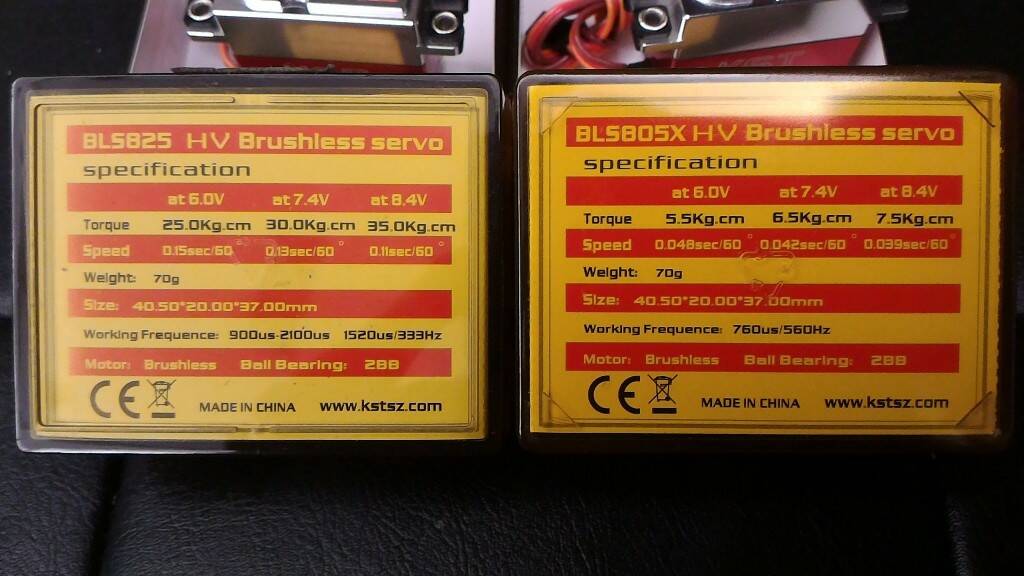 BLS825 HV Brushless servo
specification
at 6.0V at 7.4V at 8.4V
Torque 25.0Kg.cm 30.0Kg.cm 35.0Kg.cm
Speed 0.15sec/60° 0.13sec/60° 0.11sec/60°
Weight: 70g
Size: 40.50*20.00*37.00mm
Working Frequence: 900us-2100us 1520us/333Hz
Motor: Brushless Ball Bearing: 2BB
CE MADE IN CHINA www.kstsz.com
BLS805X HV Brushless servo
specification
at 6.0V at 7.4V at 8.4V
Torque 5.5Kg.cm 6.5Kg.cm 7.5Kg.cm
Speed 0.048sec/60° 0.042sec/60° 0.039sec/60°
Weight: 70g
Size: 40.50*20.00*37.00mm
Working Frequence: 760us/560Hz
Motor: Brushless Ball Bearing: 2BB
CE MADE IN CHINA www.kstsz.com